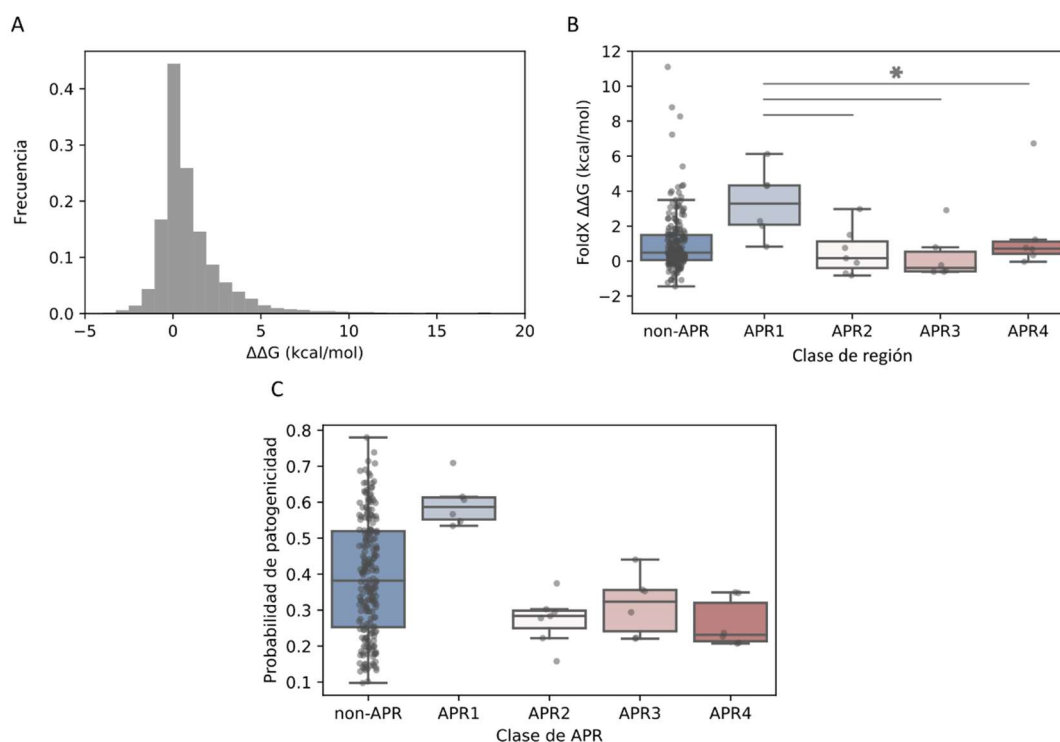 A
Frecuencia
0.4
0.3
0.2
0.1
0.0
−5
0
5
10
15
20
ΔΔG (kcal/mol)
B
FoldX ΔΔG (kcal/mol)
12
10
8
6
4
2
0
−2
*
non-APR
APR1
APR2
APR3
APR4
Clase de región
C
Probabilidad de patogenicidad
0.8
0.7
0.6
0.5
0.4
0.3
0.2
0.1
non-APR
APR1
APR2
APR3
APR4
Clase de APR